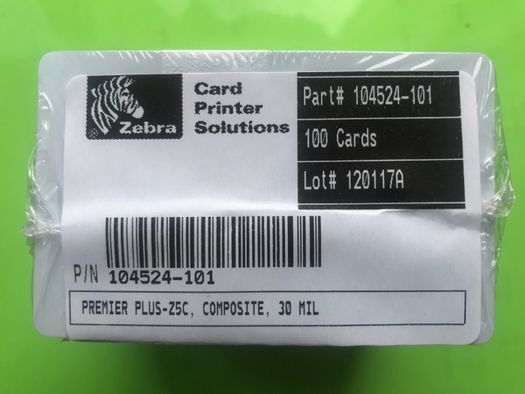 Zebra
Card
Printer
Solutions
Part# 104524-101
100 Cards
Lot# 120117A
P/N 104524-101
PREMIER PLUS-Z5C, COMPOSITE, 30 MIL